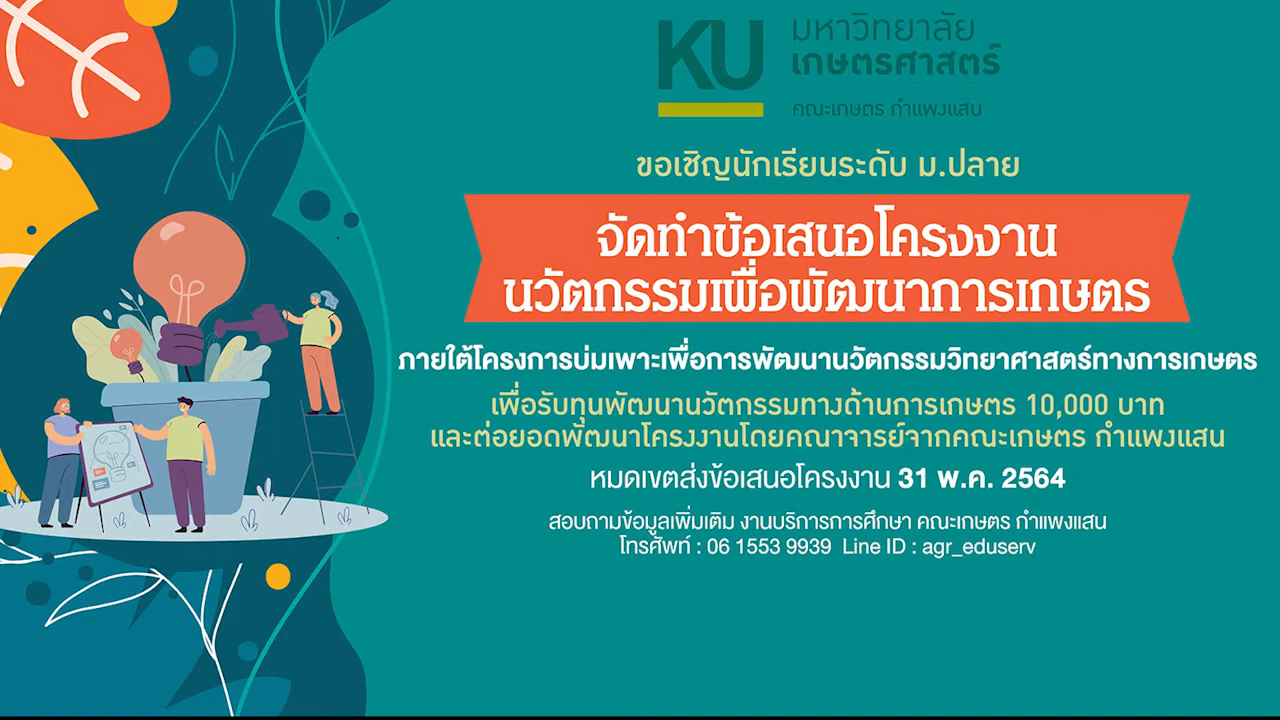 KU
มหาวิทยาลัย
เกษตรศาสตร์
คณะเกษตร กำแพงแสน
ขอเชิญนักเรียนระดับ ม.ปลาย
จัดทำข้อเสนอโครงงาน
นวัตกรรมเพื่อพัฒนาการเกษตร
ภายใต้โครงการบ่มเพาะเพื่อการพัฒนานวัตกรรมวิทยาศาสตร์ทางการเกษตร
เพื่อรับทุนพัฒนานวัตกรรมทางด้านการเกษตร 10,000 บาท
และต่อยอดพัฒนาโครงงานโดยคณาจารย์จากคณะเกษตร กำแพงแสน
หมดเขตส่งข้อเสนอโครงงาน 31 พ.ค. 2564
สอบถามข้อมูลเพิ่มเติม งานบริการการศึกษา คณะเกษตร กำแพงแสน
โทรศัพท์ : 06 1553 9939 Line ID : agr_eduserv